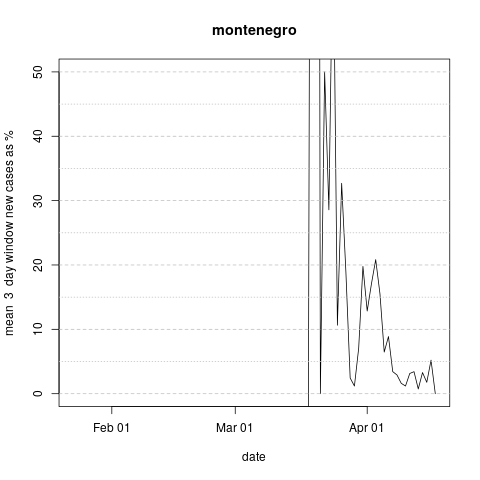 montenegro
mean 3 day window new cases as %
50
40
30
20
10
0
Feb 01
Mar 01
Apr 01
date